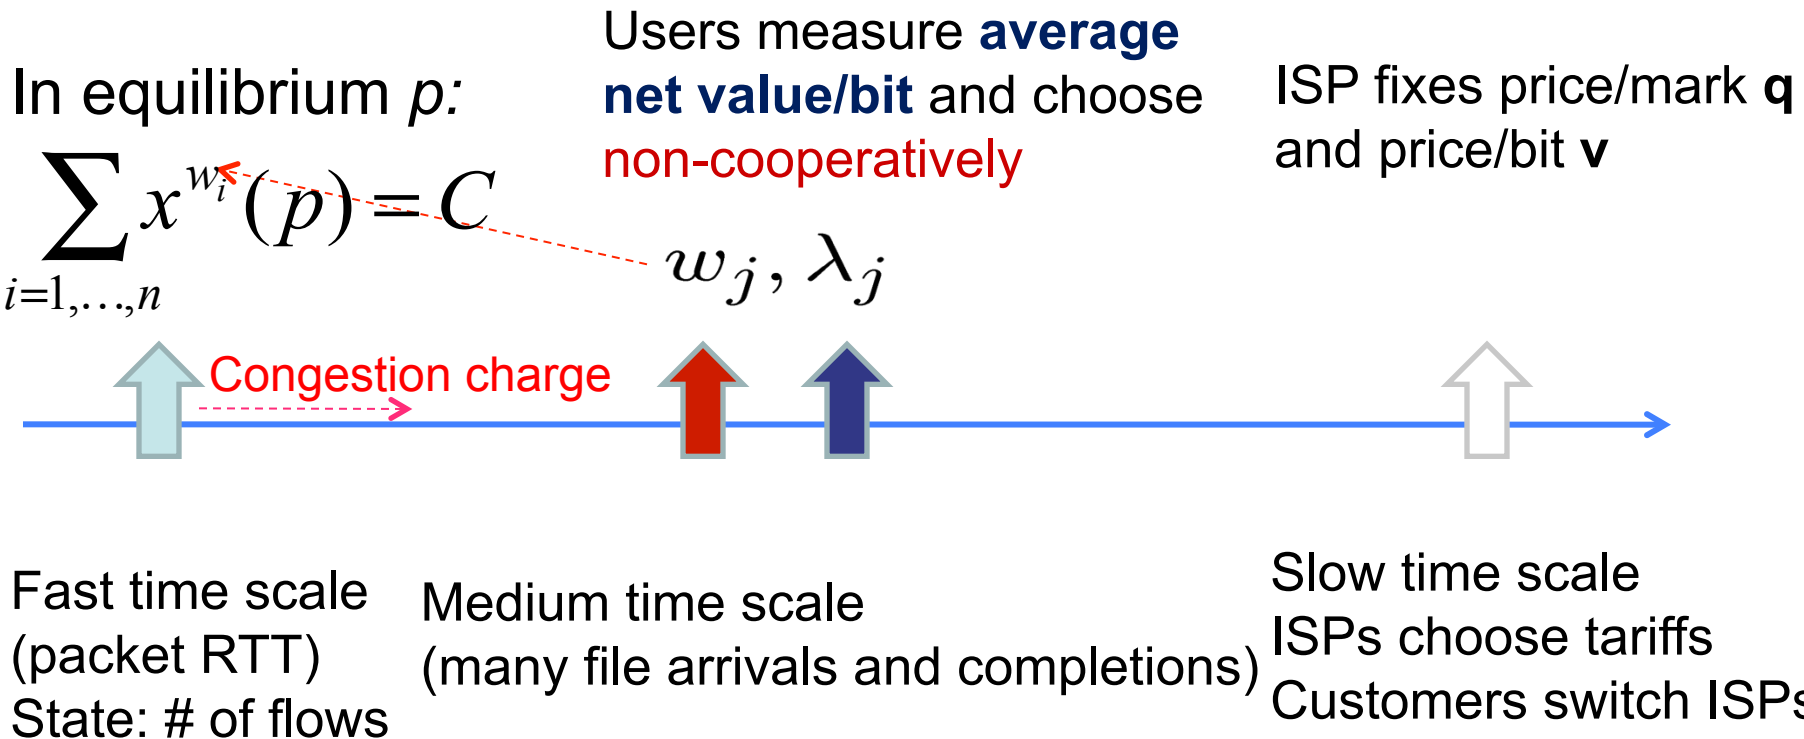 In equilibrium p:
∑ x^{w_i}(p) = C
i=1,…,n
Users measure average
net value/bit and choose
non-cooperatively
w_j, λ_j
ISP fixes price/mark q
and price/bit v
Congestion charge
Fast time scale
(packet RTT)
State: # of flows
Medium time scale
(many file arrivals and completions)
Slow time scale
ISPs choose tariffs
Customers switch ISPs